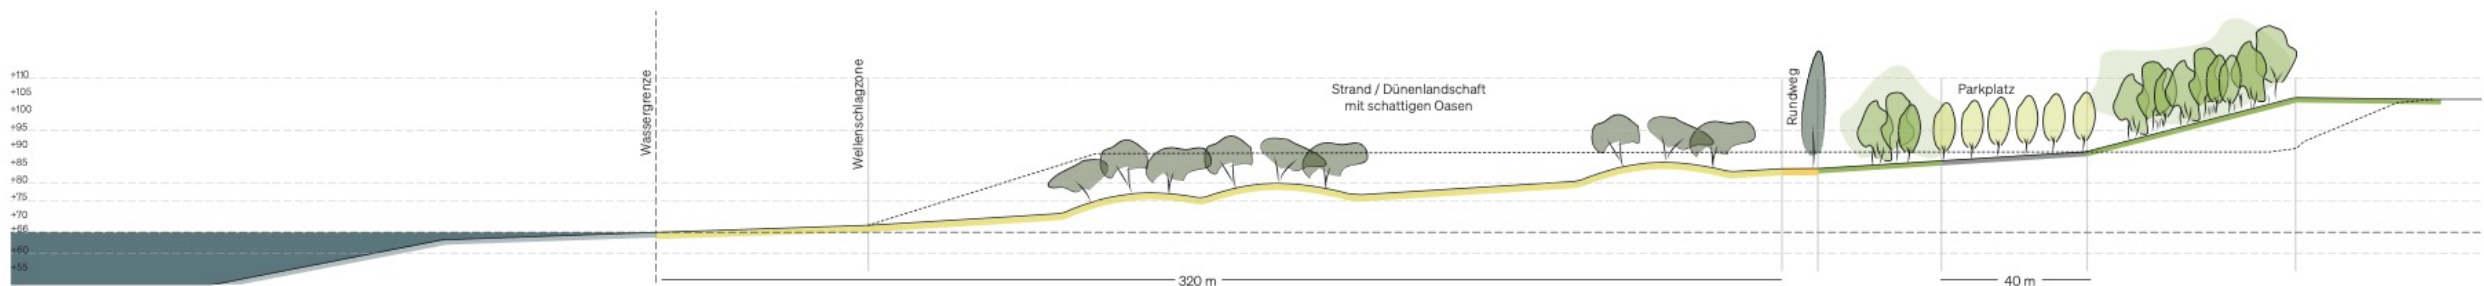 +110
+105
+100
+95
+90
+85
+80
+75
+70
+66
+60
+55
Wassergrenze
Wellenschlagzone
Strand / Dünenlandschaft
mit schattigen Oasen
Rundweg
Parkplatz
320 m
40 m